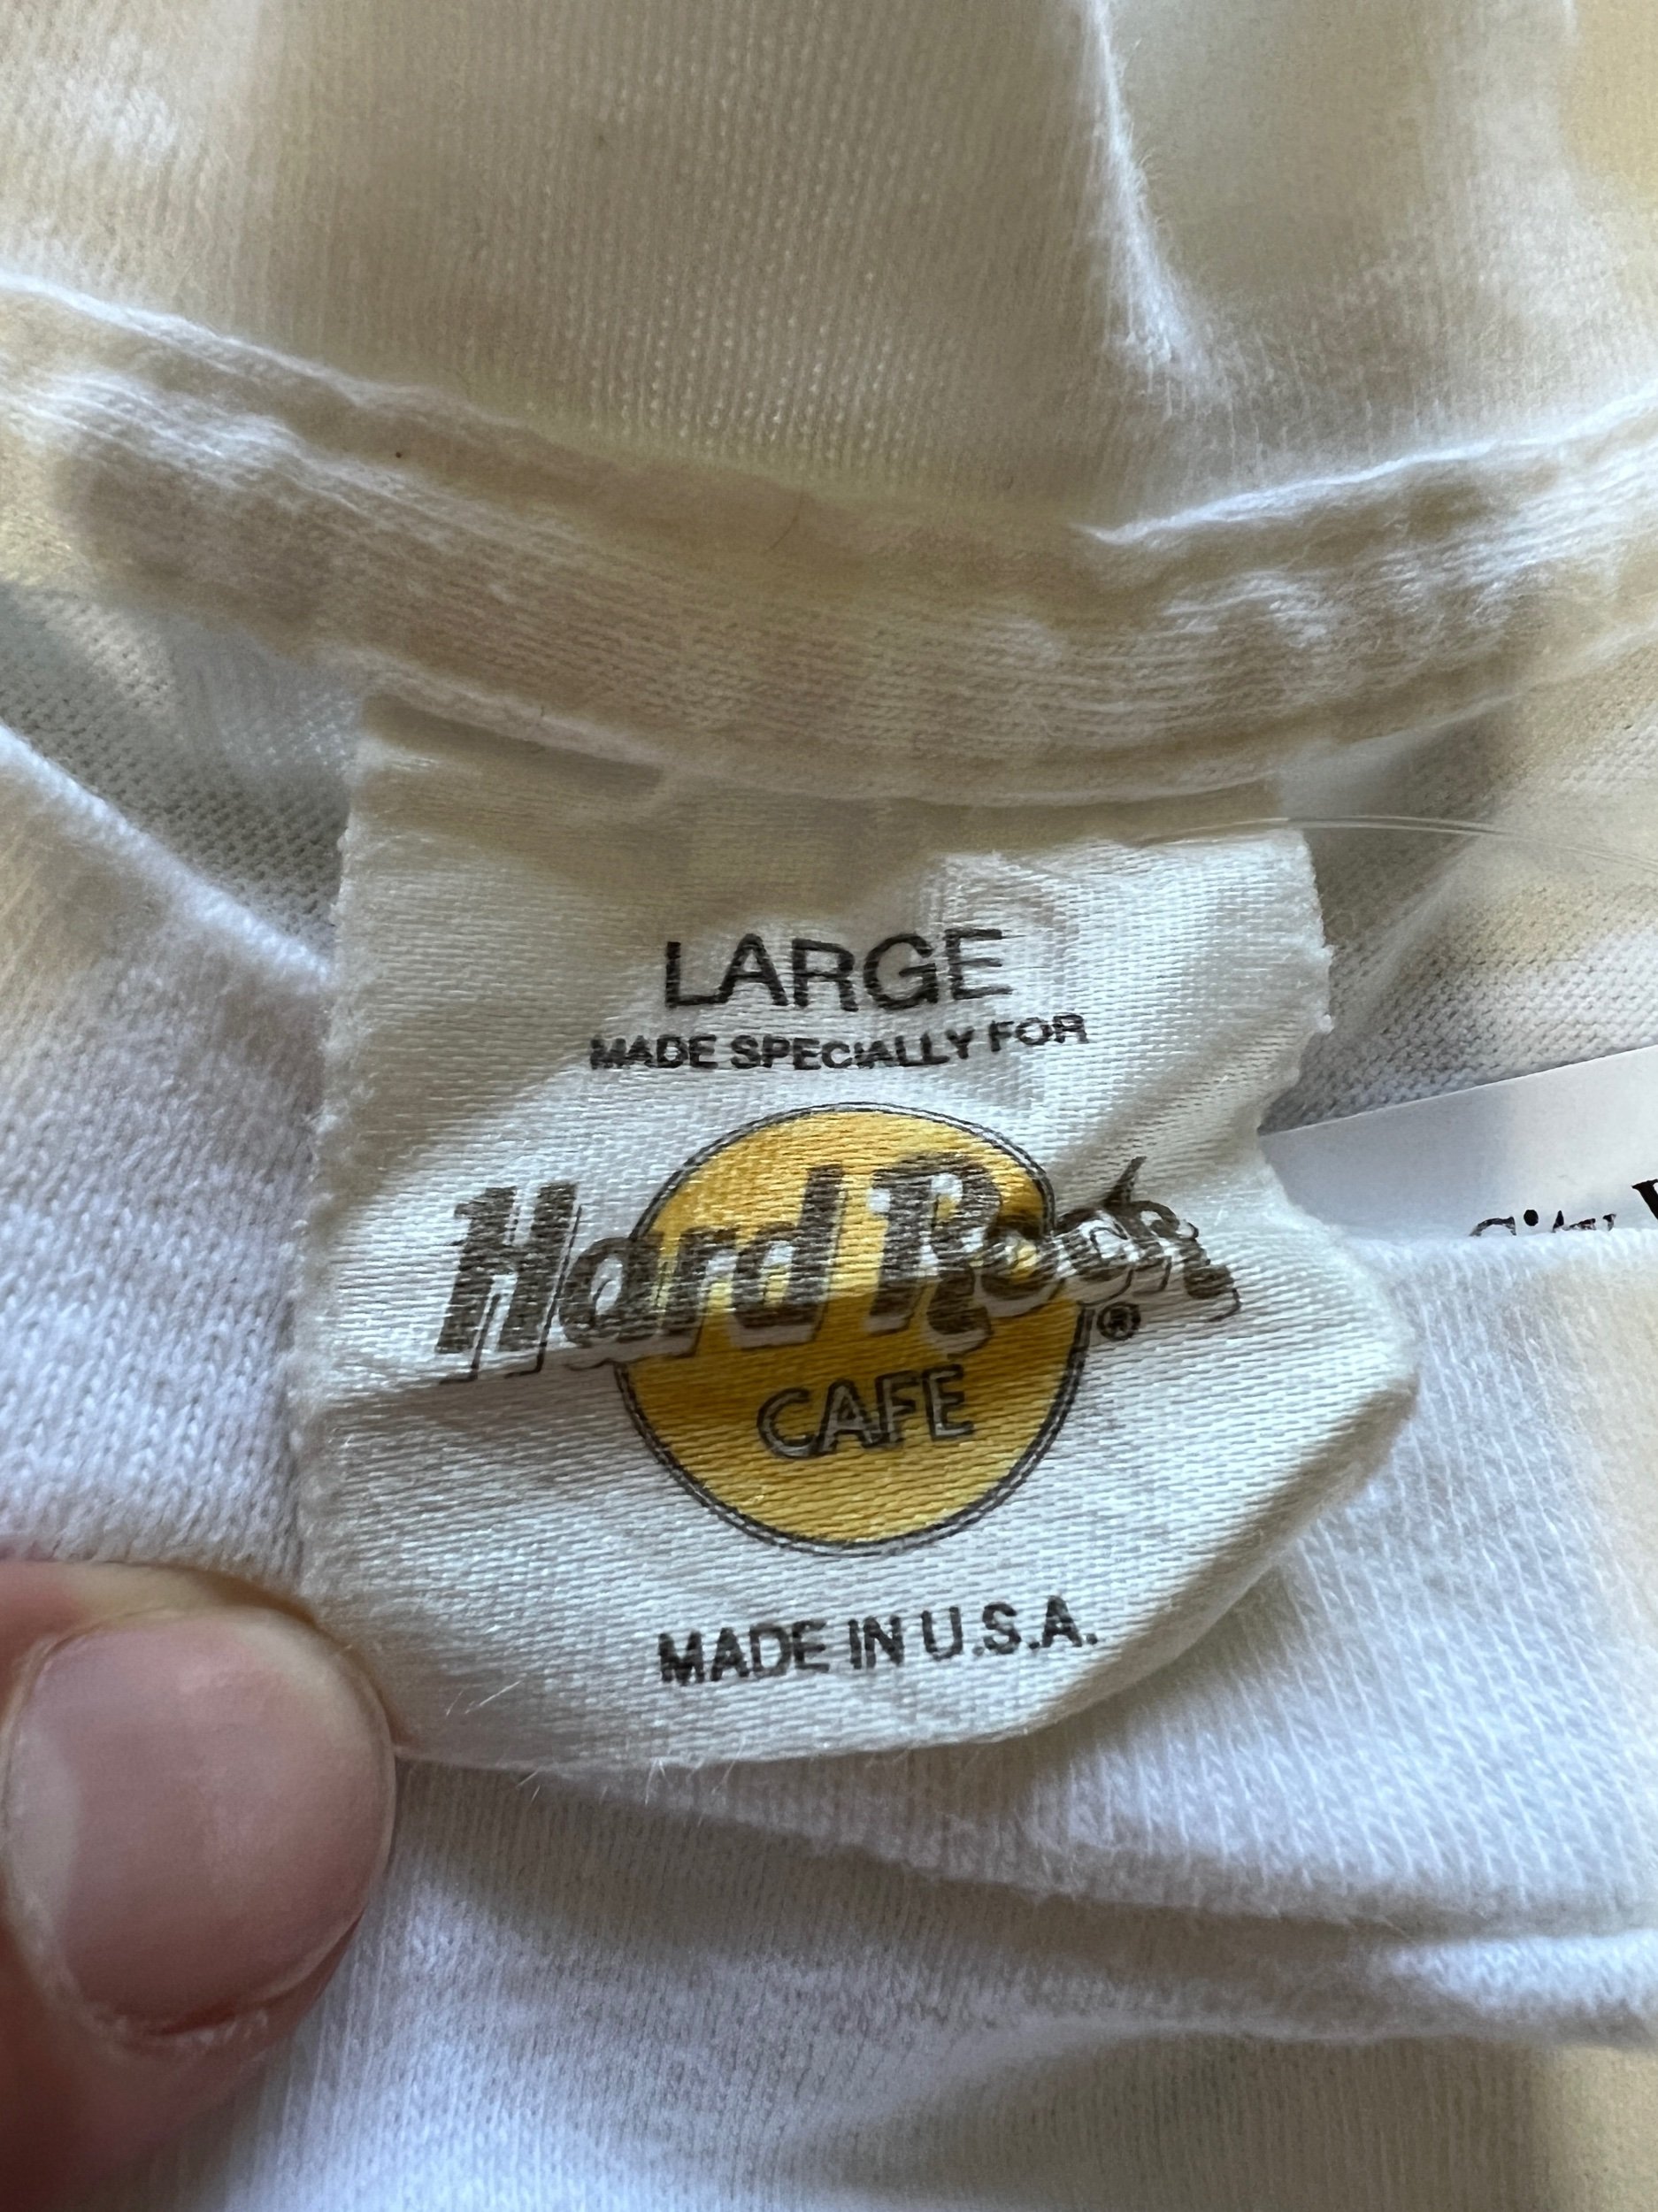 LARGE
MADE SPECIALLY FOR
Hard Rock
®
CAFE
MADE IN U.S.A.